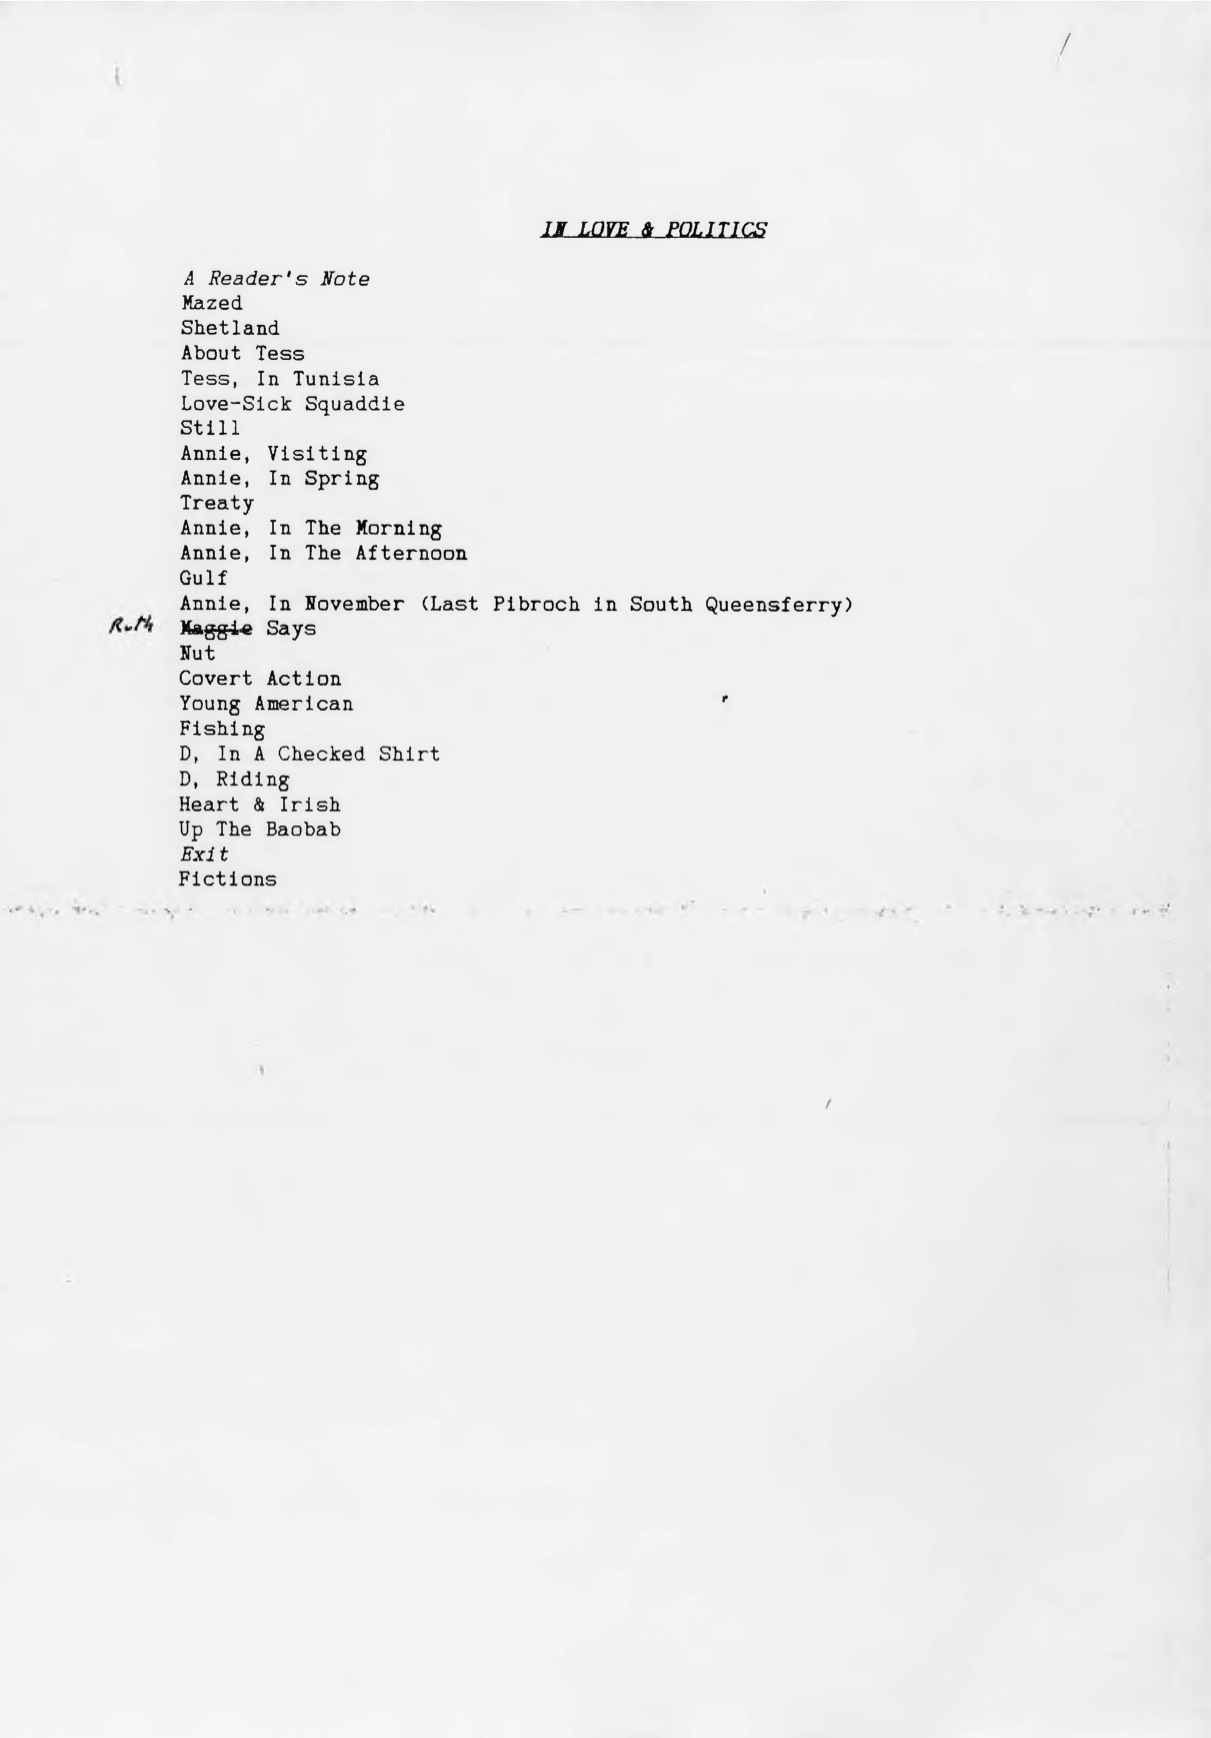 IN LOVE & POLITICS
A Reader's Note
Mazed
Shetland
About Tess
Tess, In Tunisia
Love-Sick Squaddie
Still
Annie, Visiting
Annie, In Spring
Treaty
Annie, In The Morning
Annie, In The Afternoon
Gulf
Annie, In November (Last Pibroch in South Queensferry)
Ruth Maggie Says
Nut
Covert Action
Young American
Fishing
D, In A Checked Shirt
D, Riding
Heart & Irish
Up The Baobab
Exit
Fictions